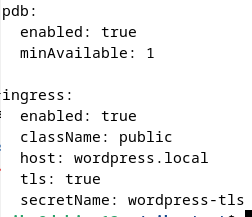 pdb:
  enabled: true
  minAvailable: 1

ingress:
  enabled: true
  className: public
  host: wordpress.local
  tls: true
  secretName: wordpress-tls